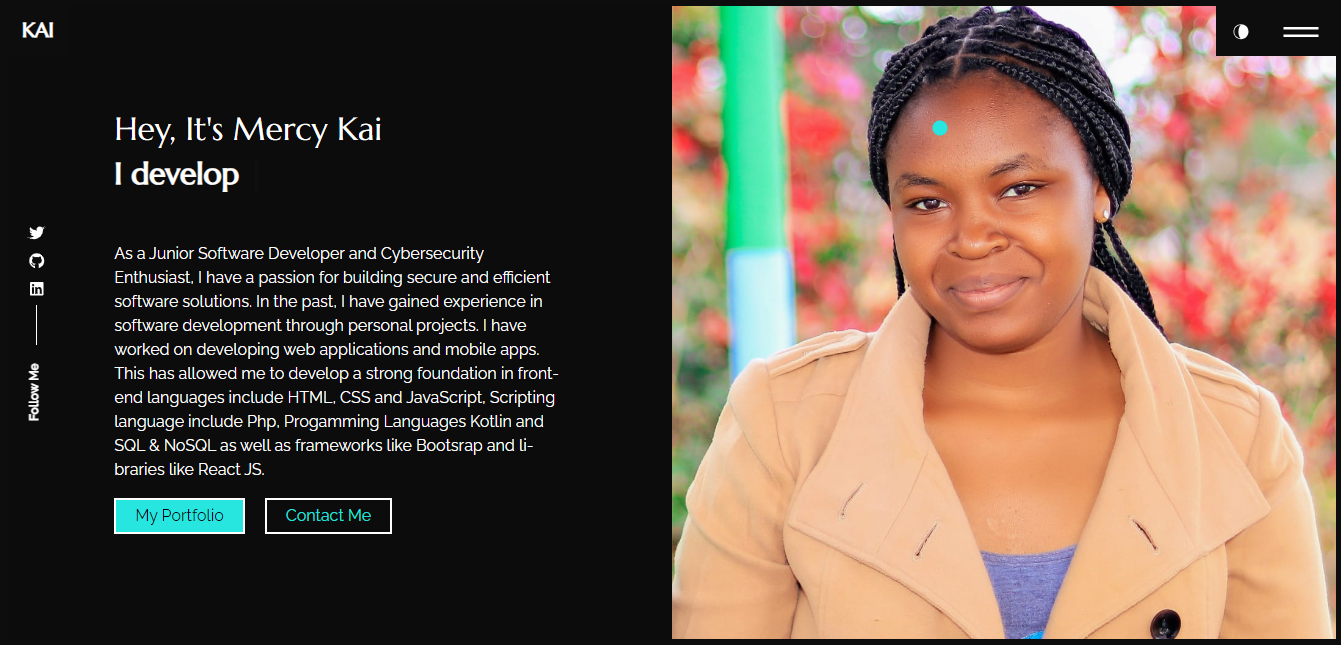 KAI
Hey, It's Mercy Kai
I develop
As a Junior Software Developer and Cybersecurity
Enthusiast, I have a passion for building secure and efficient
software solutions. In the past, I have gained experience in
software development through personal projects. I have
worked on developing web applications and mobile apps.
This has allowed me to develop a strong foundation in front-
end languages include HTML, CSS and JavaScript, Scripting
language include Php, Progamming Languages Kotlin and
SQL & NoSQL as well as frameworks like Bootsrap and li-
braries like React JS.
My Portfolio
Contact Me
Follow Me